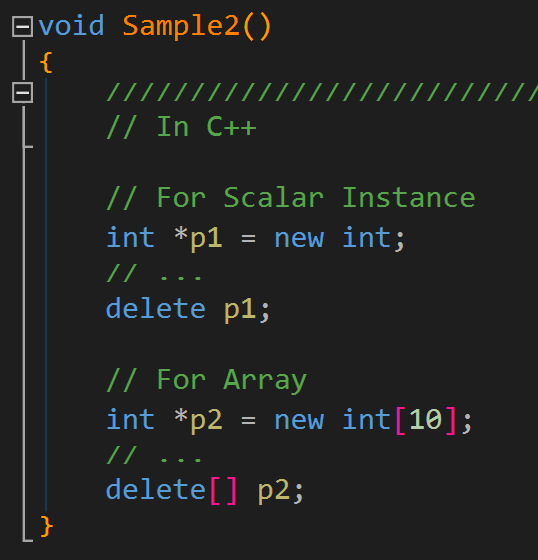 void Sample2()
{
//////////////////////////
// In C++
// For Scalar Instance
int *p1 = new int;
// ...
delete p1;
// For Array
int *p2 = new int[10];
// ...
delete[] p2;
}